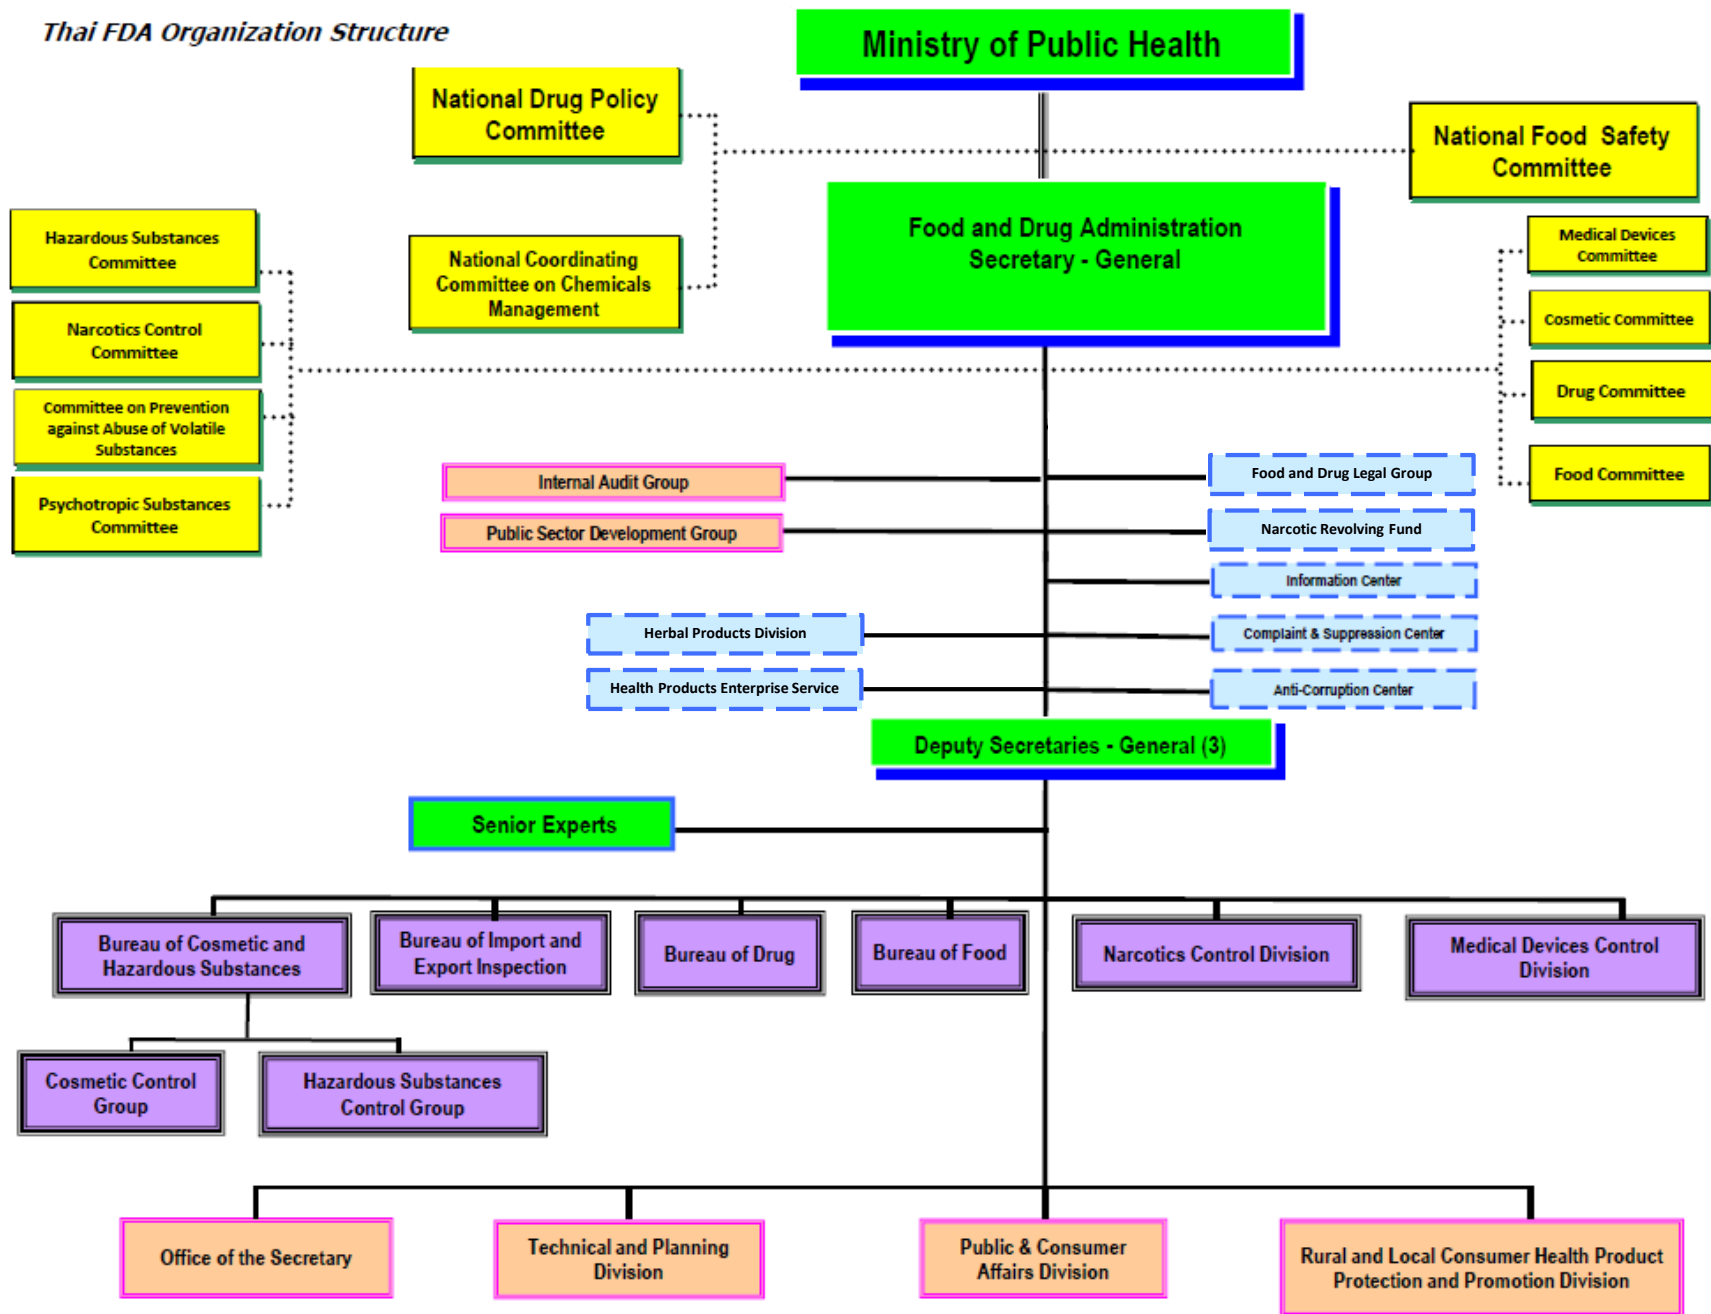 Thai FDA Organization Structure
Ministry of Public Health
National Drug Policy
Committee
National Food Safety
Committee
Food and Drug Administration
Secretary - General
Hazardous Substances
Committee
National Coordinating
Committee on Chemicals
Management
Medical Devices
Committee
Narcotics Control
Committee
Cosmetic Committee
Committee on Prevention
against Abuse of Volatile
Substances
Drug Committee
Psychotropic Substances
Committee
Food Committee
Internal Audit Group
Food and Drug Legal Group
Public Sector Development Group
Narcotic Revolving Fund
Information Center
Herbal Products Division
Complaint & Suppression Center
Health Products Enterprise Service
Anti-Corruption Center
Deputy Secretaries - General (3)
Senior Experts
Bureau of Cosmetic and
Hazardous Substances
Bureau of Import and
Export Inspection
Bureau of Drug
Bureau of Food
Narcotics Control Division
Medical Devices Control
Division
Cosmetic Control
Group
Hazardous Substances
Control Group
Office of the Secretary
Technical and Planning
Division
Public & Consumer
Affairs Division
Rural and Local Consumer Health Product
Protection and Promotion Division